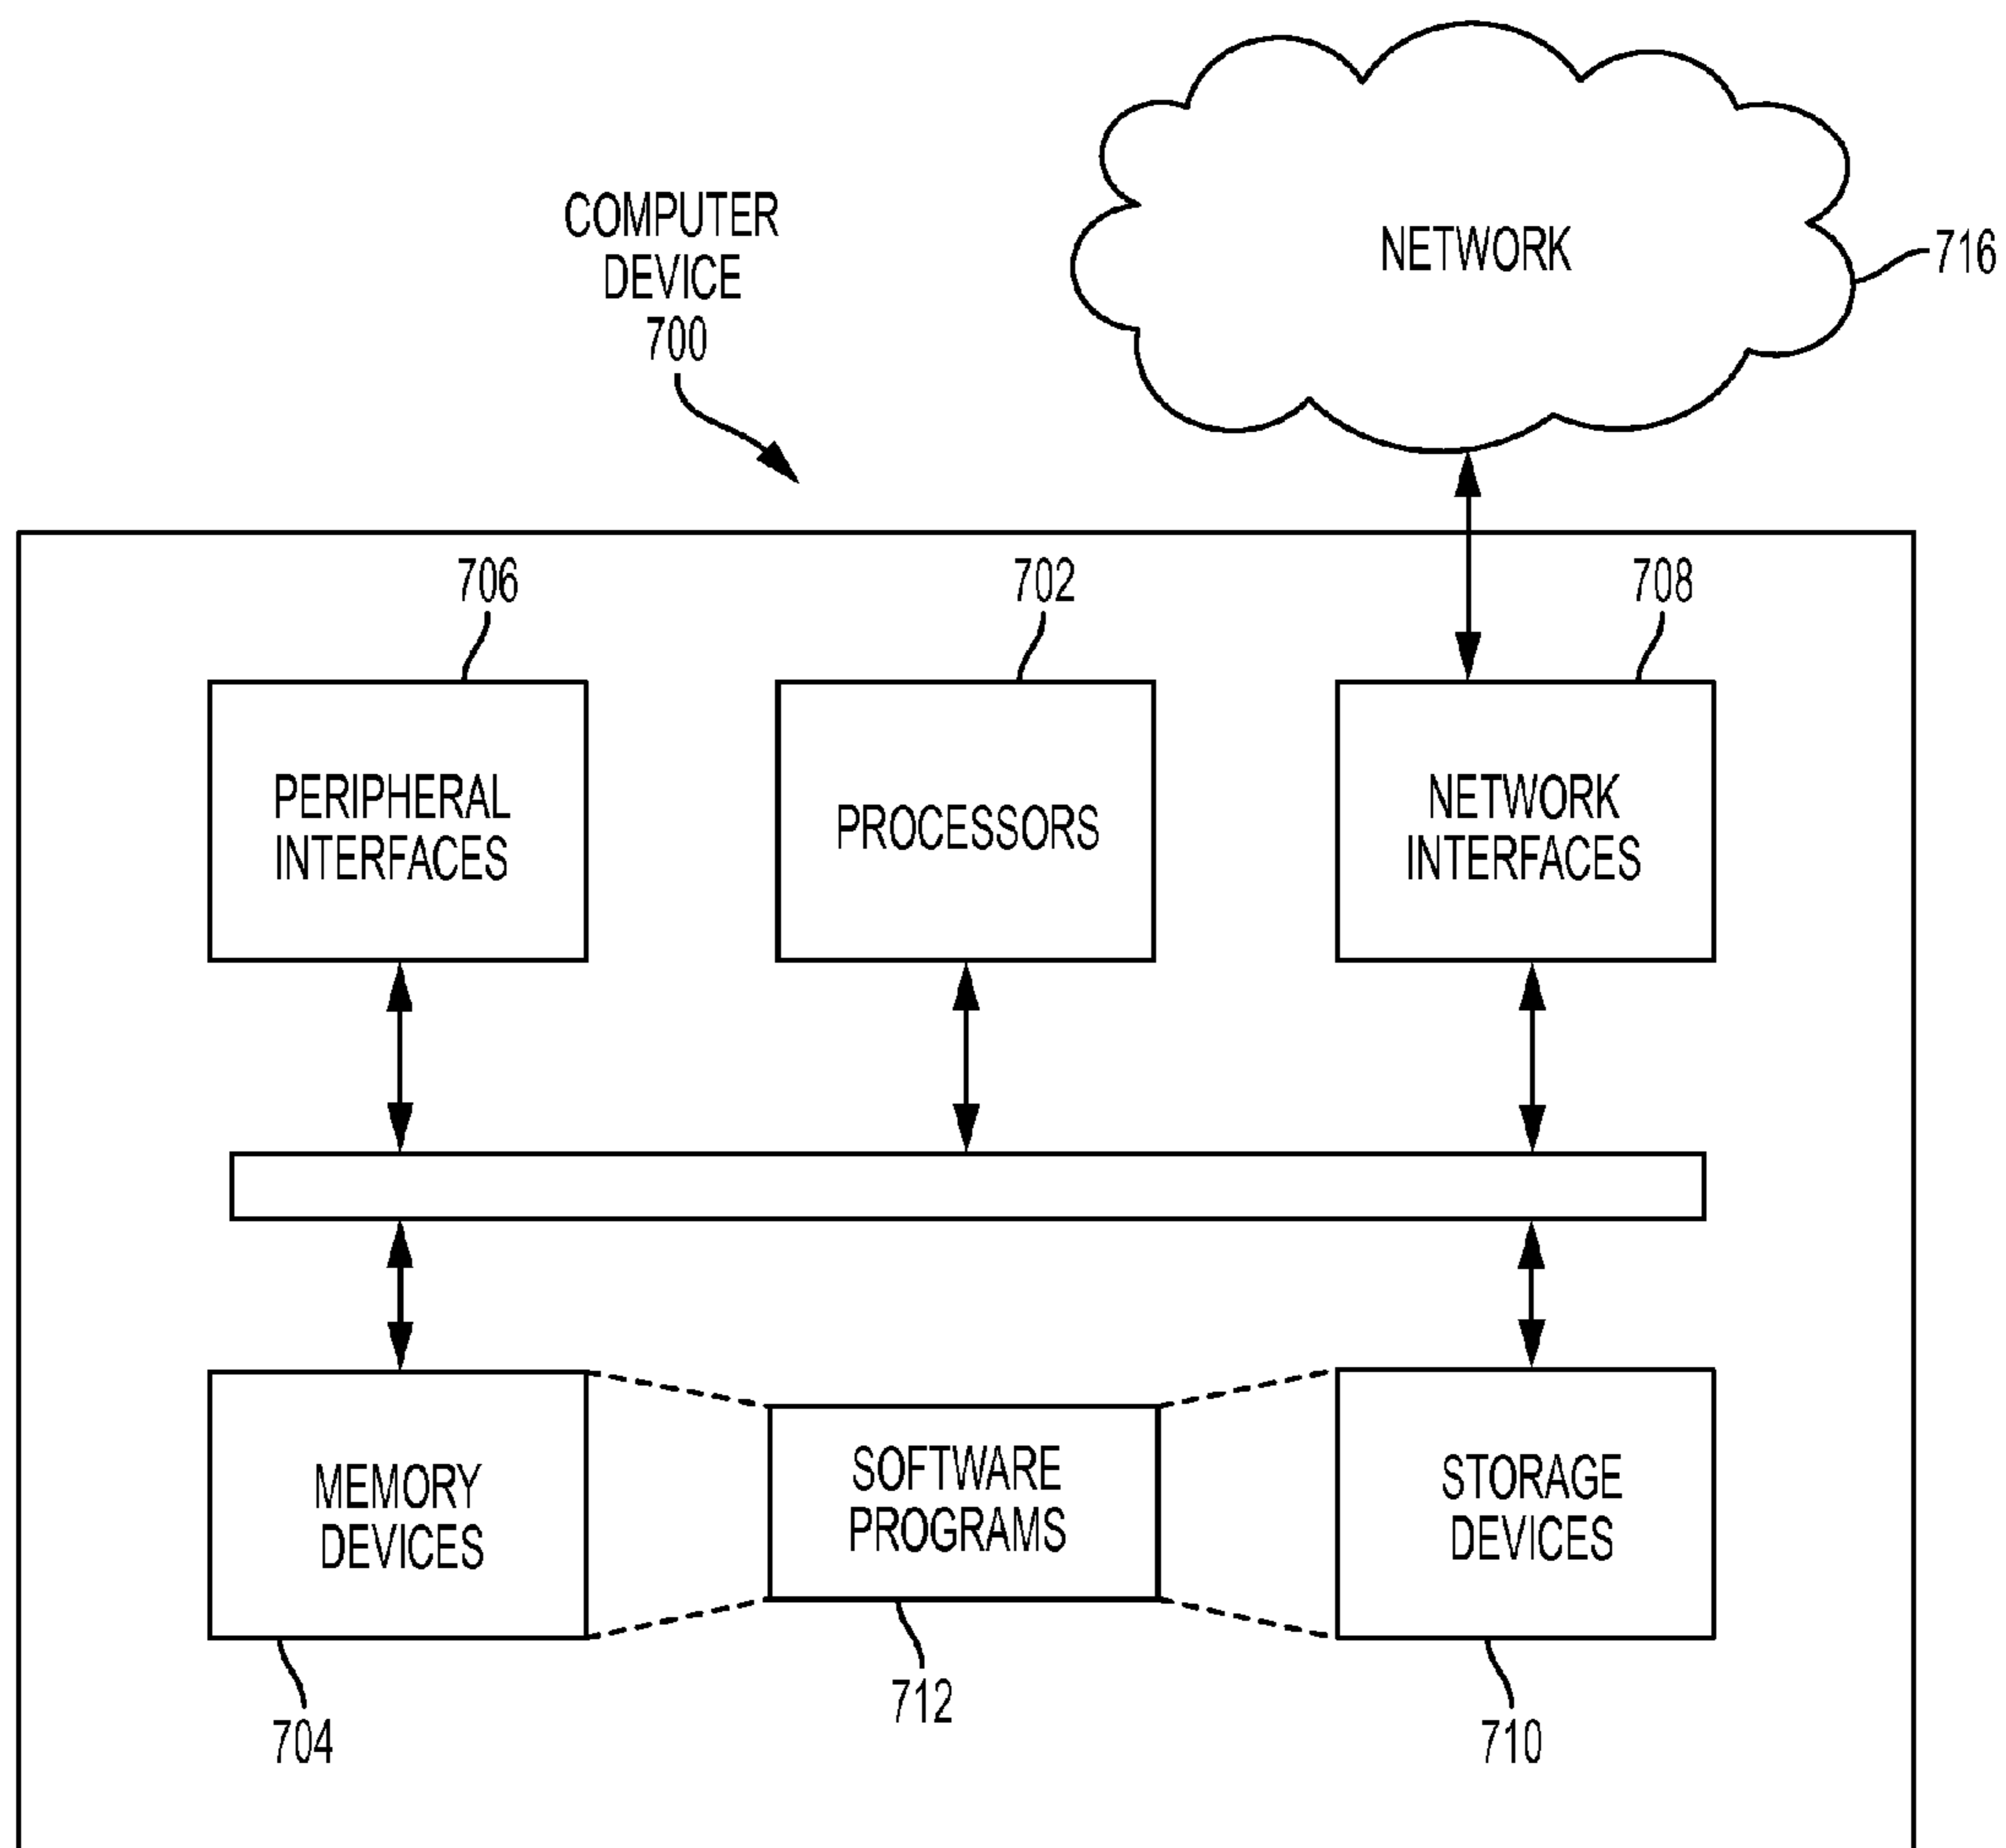 COMPUTER
DEVICE
700
NETWORK
716
706
702
708
PERIPHERAL
INTERFACES
PROCESSORS
NETWORK
INTERFACES
MEMORY
DEVICES
SOFTWARE
PROGRAMS
STORAGE
DEVICES
704
712
710